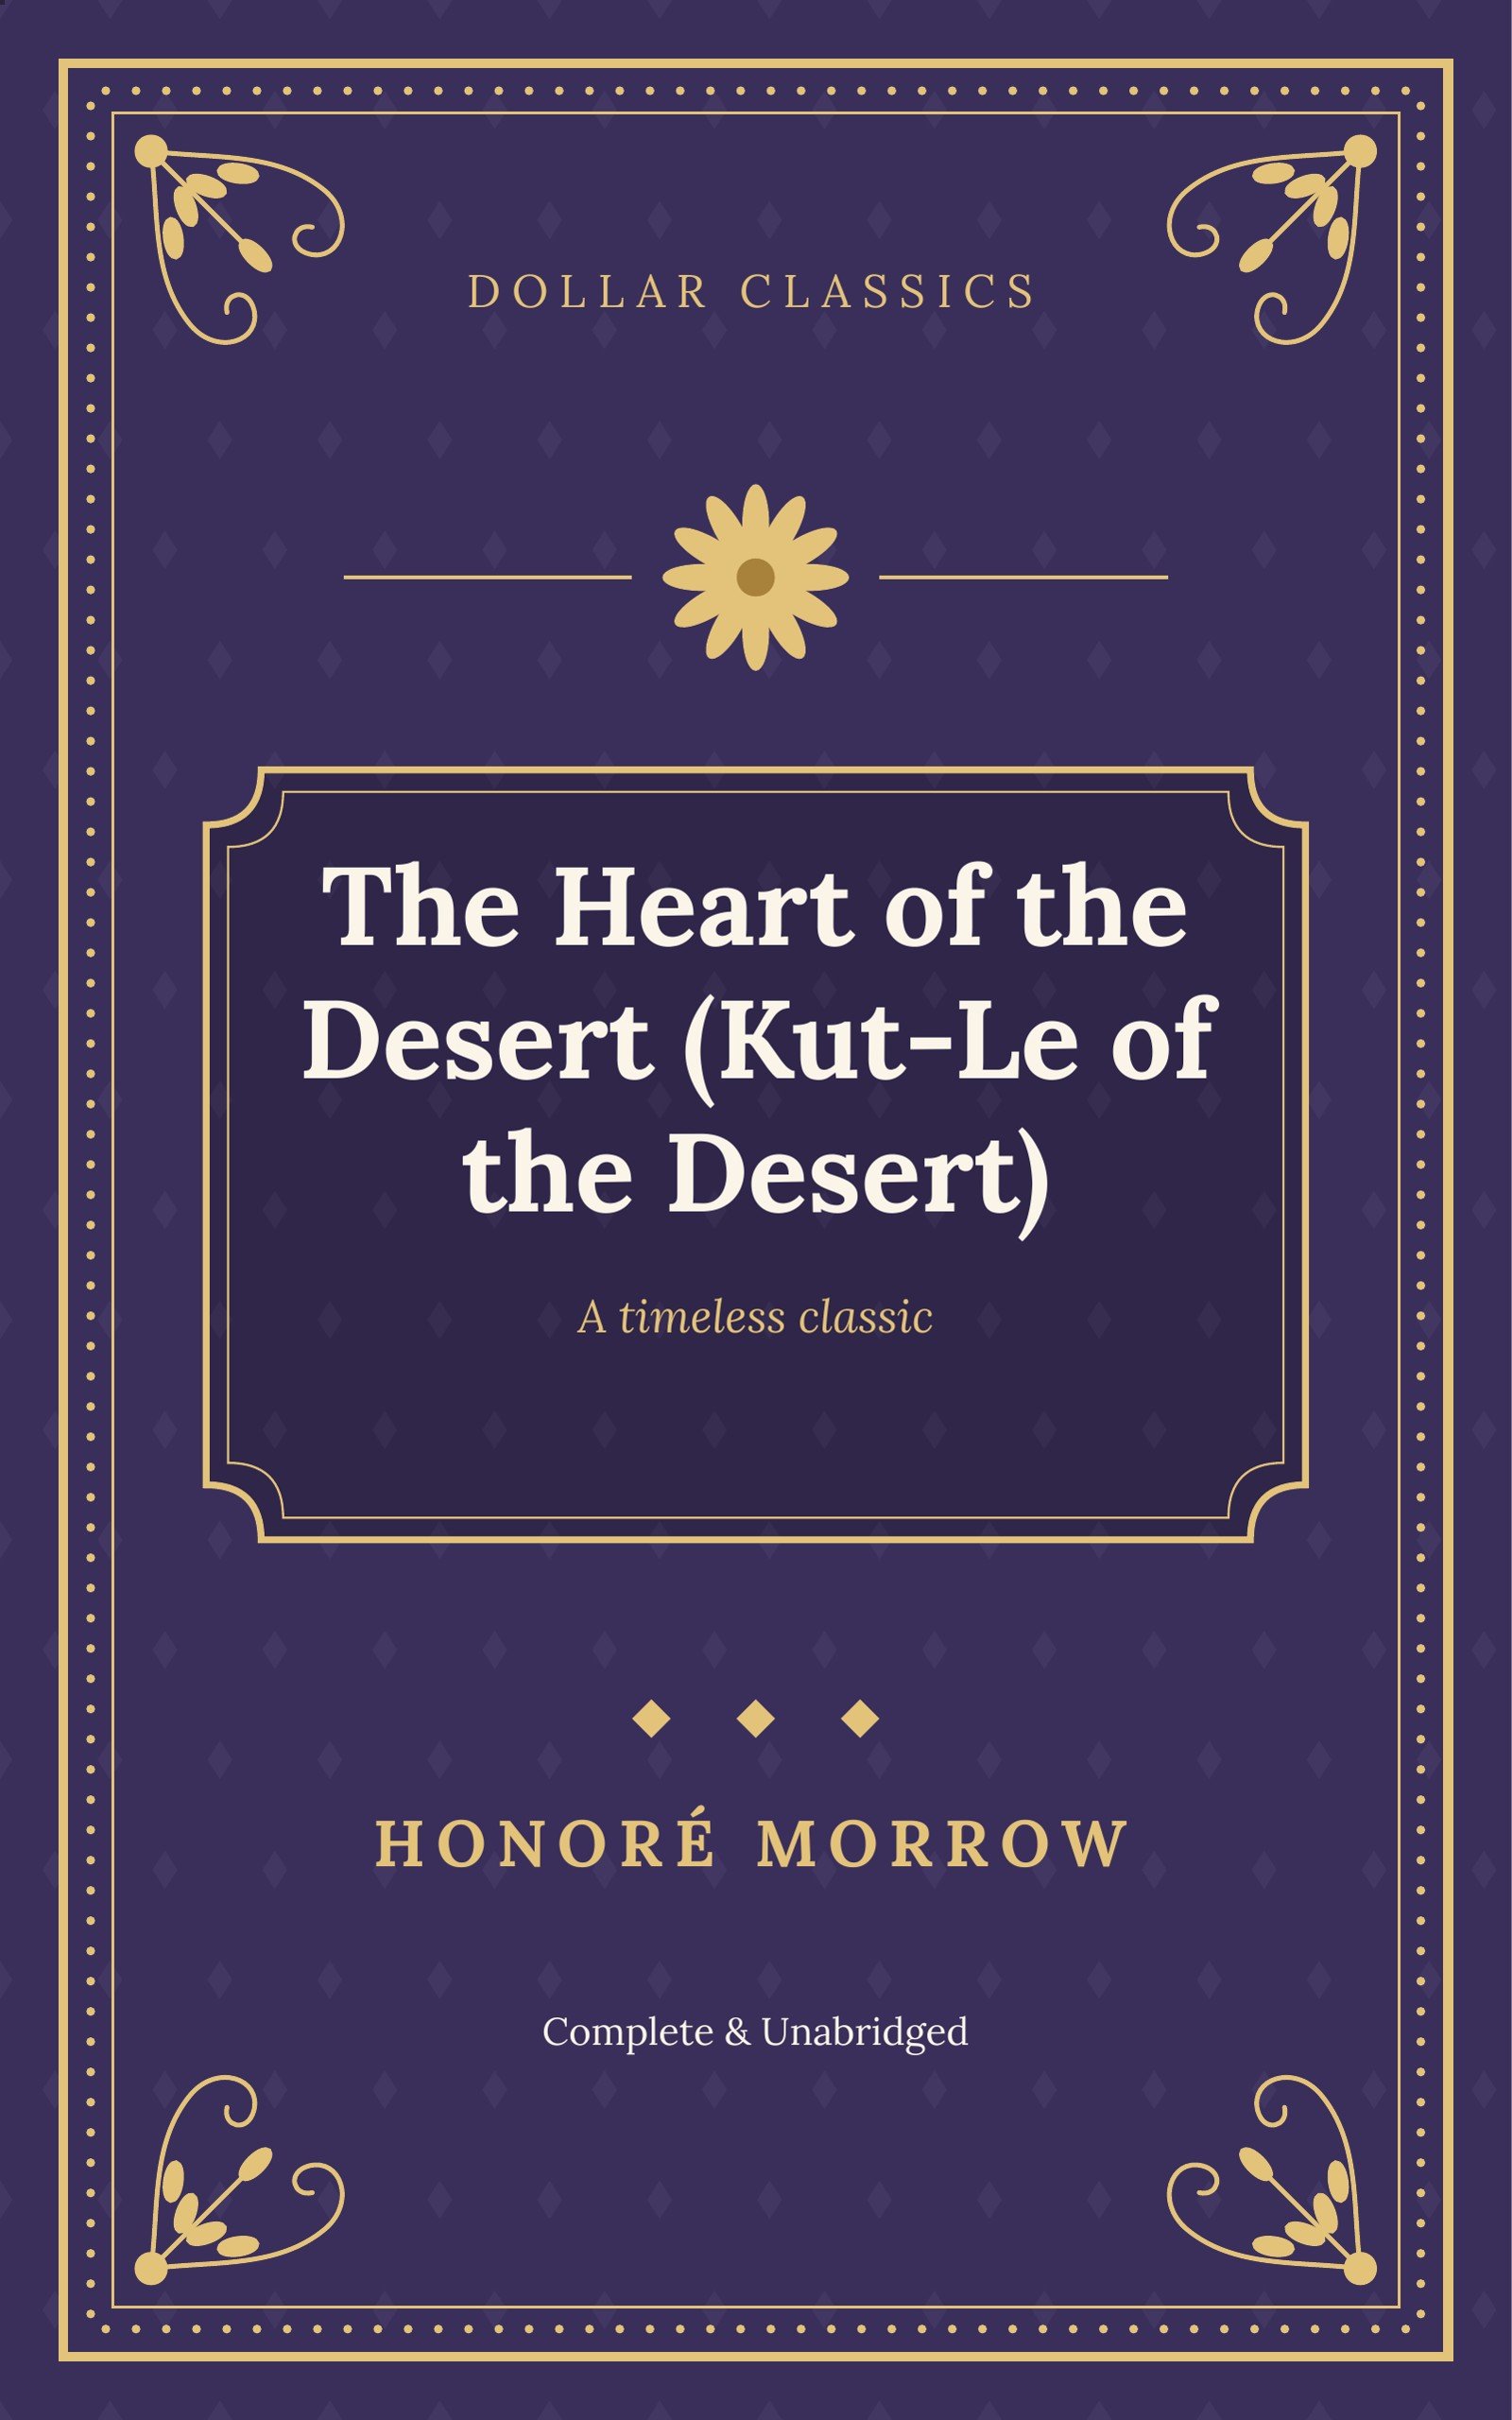 DOLLAR CLASSICS
The Heart of the
Desert (Kut-Le of
the Desert)
A timeless classic
HONORÉ MORROW
Complete & Unabridged